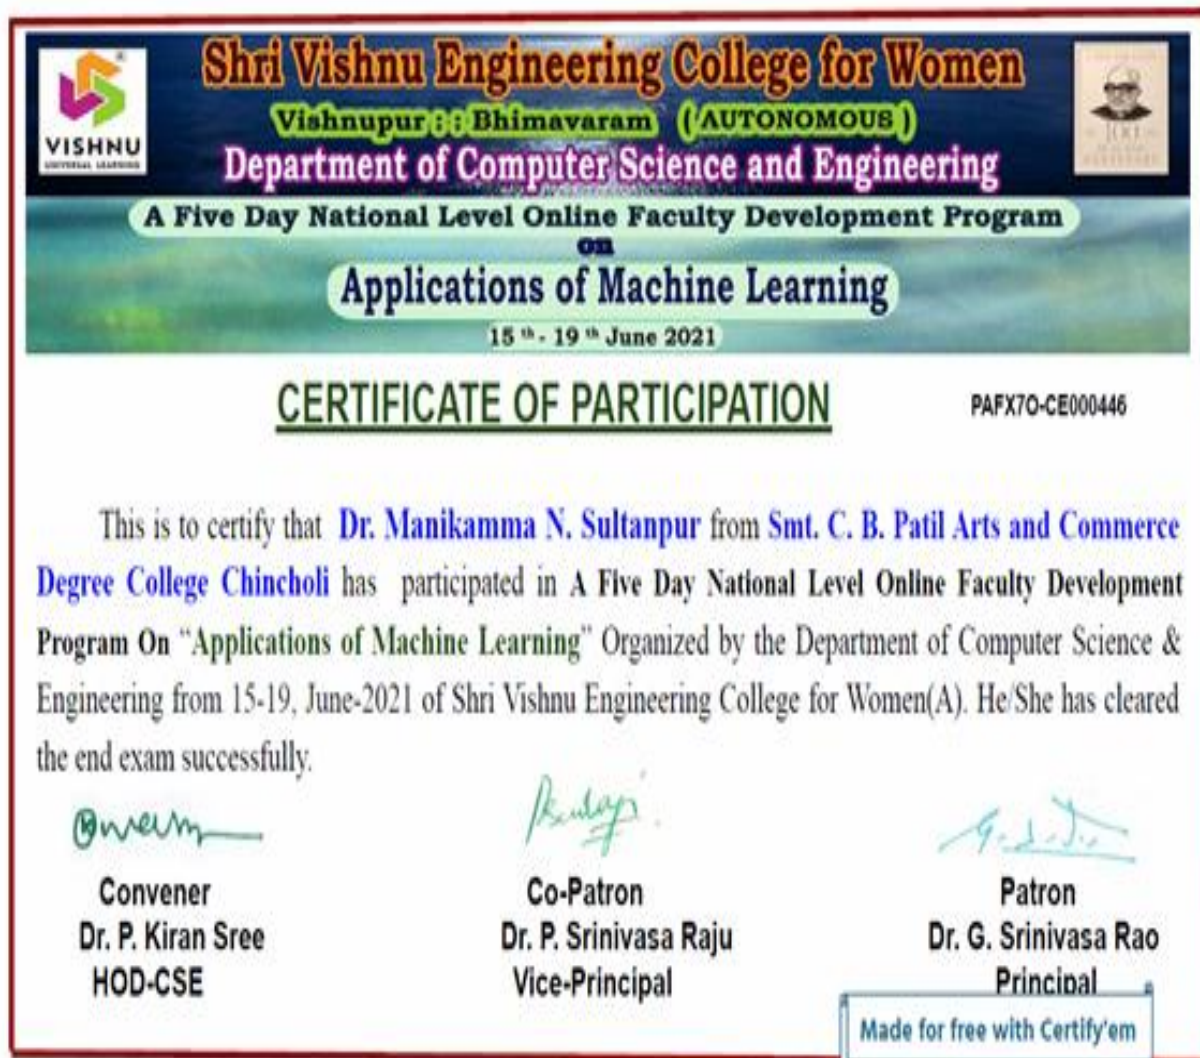 Shri Vishnu Engineering College for Women
Vishnupur : : Bhimavaram (AUTONOMOUS)
VISHNU
UNIVERSAL LEARNING
Department of Computer Science and Engineering
A Five Day National Level Online Faculty Development Program
on
Applications of Machine Learning
15 th - 19 th June 2021
CERTIFICATE OF PARTICIPATION
PAFX7O-CE000446
This is to certify that Dr. Manikamma N. Sultanpur from Smt. C. B. Patil Arts and Commerce
Degree College Chincholi has participated in A Five Day National Level Online Faculty Development
Program On “Applications of Machine Learning” Organized by the Department of Computer Science &
Engineering from 15-19, June-2021 of Shri Vishnu Engineering College for Women(A). He/She has cleared
the end exam successfully.
Convener
Dr. P. Kiran Sree
HOD-CSE
Co-Patron
Dr. P. Srinivasa Raju
Vice-Principal
Patron
Dr. G. Srinivasa Rao
Principal
Made for free with Certify'em